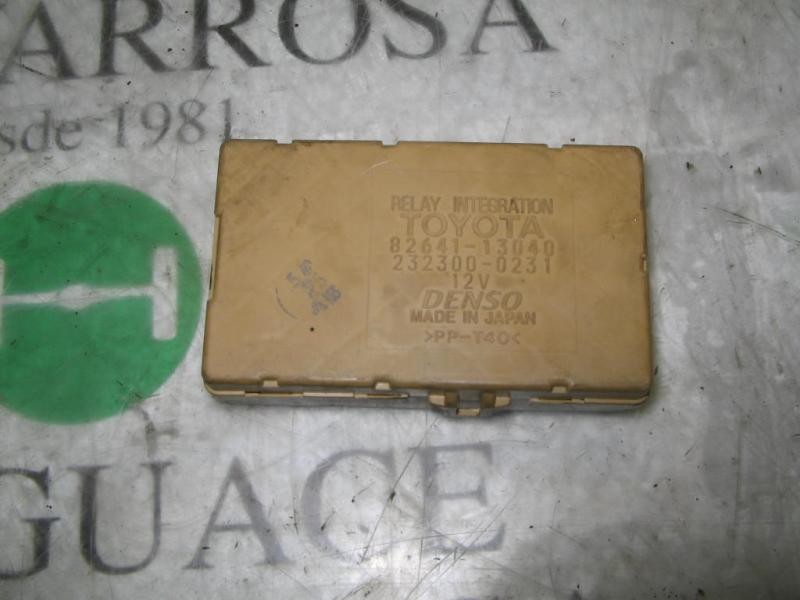 ARROSA
sde 1981
RELAY INTEGRATION
TOYOTA
82641-13040
232300-0231
12V
DENSO
MADE IN JAPAN
>PP-T40<
GUACE